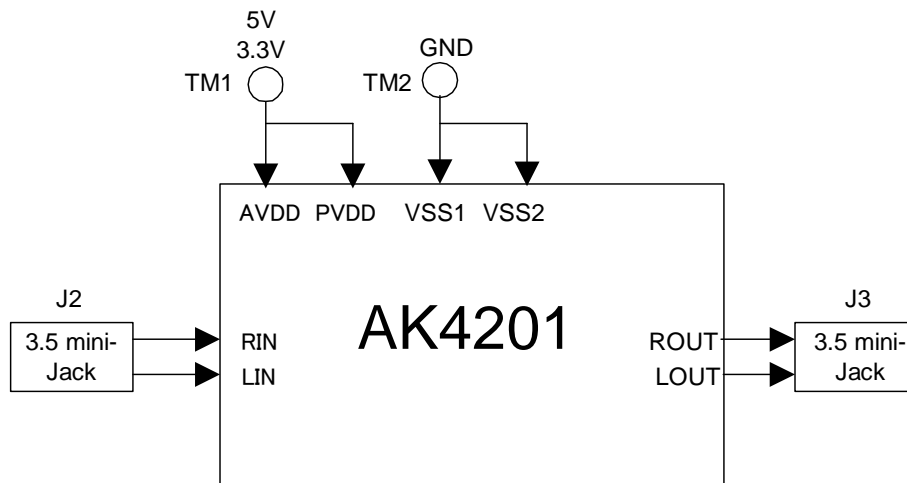 5V
3.3V
TM1
GND
TM2
AVDD PVDD VSS1 VSS2
J2
3.5 mini-
Jack
RIN
LIN
AK4201
ROUT
LOUT
J3
3.5 mini-
Jack